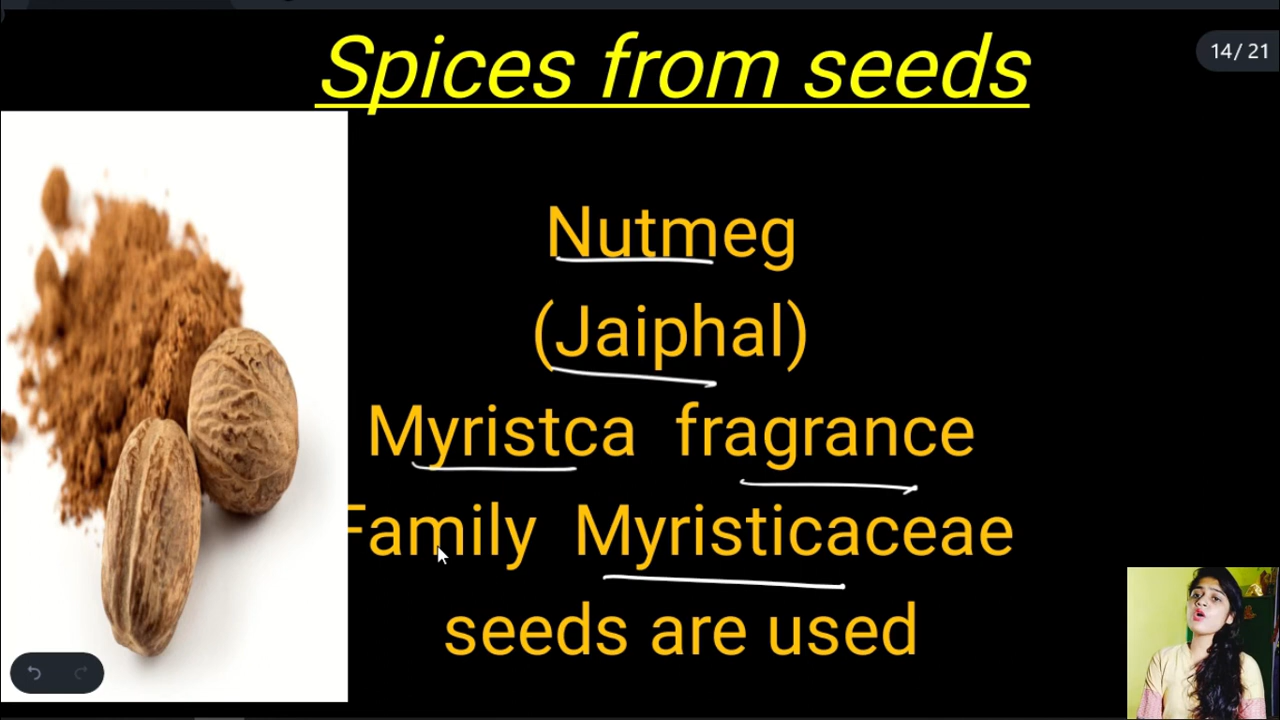 Spices from seeds
14/ 21
Nutmeg
(Jaiphal)
Myristca fragrance
Family Myristicaceae
seeds are used